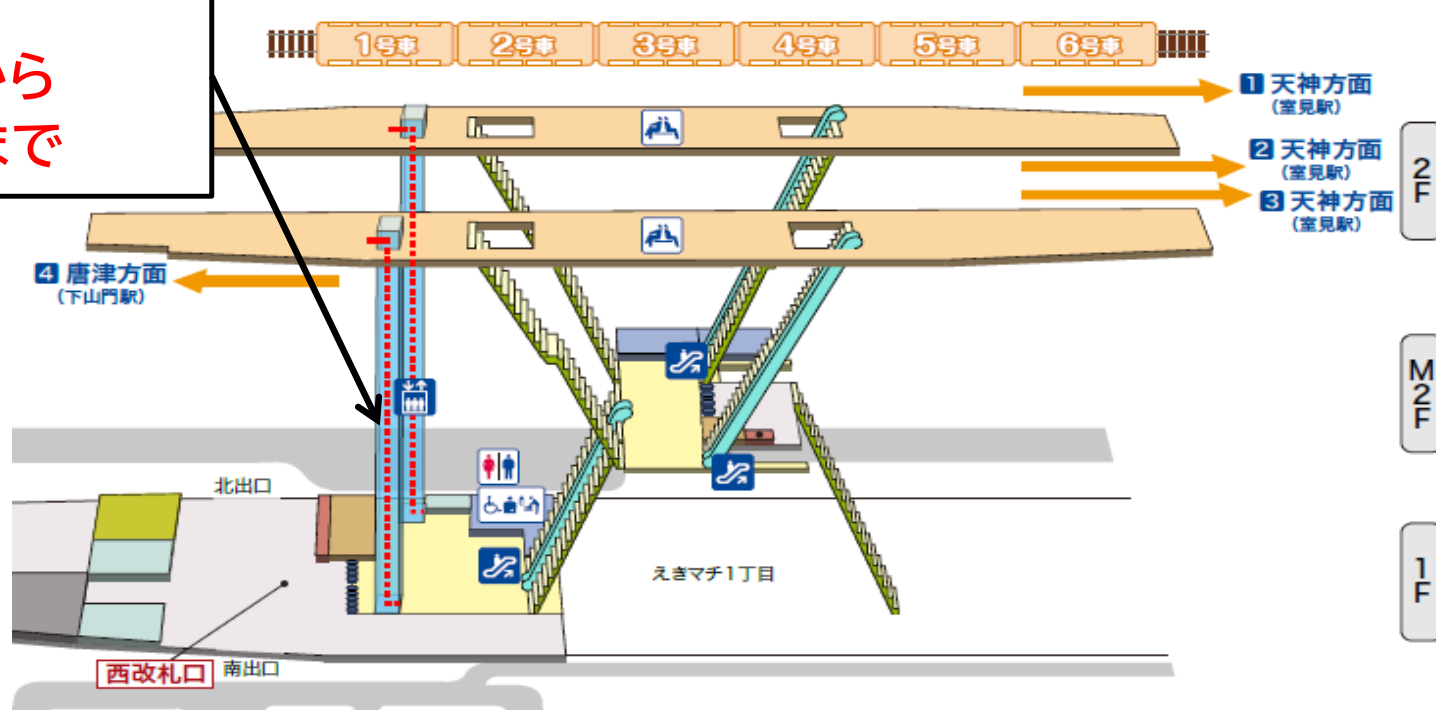 から
まで
1号車
2号車
3号車
4号車
5号車
6号車
1 天神方面
(室見駅)
2 天神方面
(室見駅)
3 天神方面
(室見駅)
2F
4 唐津方面
(下山門駅)
M2F
北出口
えきマチ1丁目
1F
西改札口
南出口